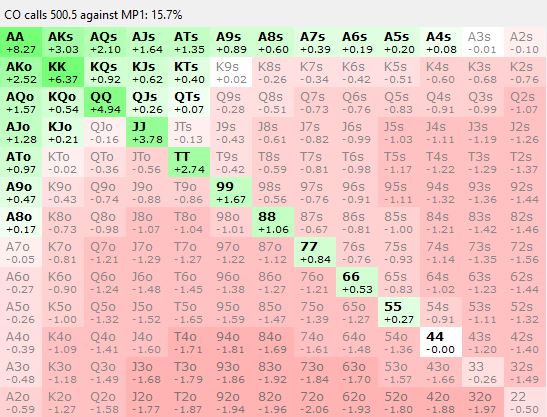 CO calls 500.5 against MP1: 15.7%
AA AKs AQs AJs ATs A9s A8s A7s A6s A5s A4s A3s A2s
+8.27 +3.03 +2.10 +1.64 +1.35 +0.89 +0.60 +0.39 +0.19 +0.20 +0.08 -0.01 -0.10
AKo KK KQs KJs KTs K9s K8s K7s K6s K5s K4s K3s K2s
+2.52 +6.37 +0.92 +0.62 +0.40 +0.02 -0.26 -0.34 -0.42 -0.51 -0.60 -0.68 -0.76
AQo KQo QQ QJs QTs Q9s Q8s Q7s Q6s Q5s Q4s Q3s Q2s
+1.57 +0.54 +4.94 +0.26 +0.07 -0.28 -0.51 -0.73 -0.76 -0.83 -0.91 -0.99 -1.07
AJo KJo QJo JJ JTs J9s J8s J7s J6s J5s J4s J3s J2s
+1.28 +0.21 -0.16 +3.78 -0.13 -0.43 -0.61 -0.82 -0.99 -1.03 -1.11 -1.19 -1.26
ATo KTo QTo JTo TT T9s T8s T7s T6s T5s T4s T3s T2s
+0.97 -0.02 -0.36 -0.56 +2.74 -0.42 -0.59 -0.81 -0.98 -1.17 -1.22 -1.29 -1.37
A9o K9o Q9o J9o T9o 99 98s 97s 96s 95s 94s 93s 92s
+0.47 -0.43 -0.74 -0.88 -0.86 +1.67 -0.56 -0.76 -0.91 -1.11 -1.32 -1.36 -1.44
A8o K8o Q8o J8o T8o 98o 88 87s 86s 85s 84s 83s 82s
+0.17 -0.73 -0.98 -1.07 -1.04 -1.01 +1.06 -0.67 -0.81 -1.00 -1.21 -1.42 -1.46
A7o K7o Q7o J7o T7o 97o 87o 77 76s 75s 74s 73s 72s
-0.05 -0.81 -1.21 -1.29 -1.27 -1.22 -1.12 +0.84 -0.76 -0.93 -1.14 -1.35 -1.56
A6o K6o Q6o J6o T6o 96o 86o 76o 66 65s 64s 63s 62s
-0.27 -0.90 -1.24 -1.48 -1.45 -1.39 -1.27 -1.21 +0.53 -0.83 -1.02 -1.23 -1.44
A5o K5o Q5o J5o T5o 95o 85o 75o 65o 55 54s 53s 52s
-0.26 -1.00 -1.32 -1.52 -1.65 -1.59 -1.47 -1.39 -1.27 +0.27 -0.91 -1.11 -1.32
A4o K4o Q4o J4o T4o 94o 84o 74o 64o 54o 44 43s 42s
-0.39 -1.09 -1.41 -1.60 -1.71 -1.81 -1.69 -1.61 -1.48 -1.36 -0.00 -1.20 -1.40
A3o K3o Q3o J3o T3o 93o 83o 73o 63o 53o 43o 33 32s
-0.48 -1.18 -1.49 -1.68 -1.79 -1.86 -1.92 -1.84 -1.70 -1.57 -1.66 -0.26 -1.49
A2o K2o Q2o J2o T2o 92o 82o 72o 62o 52o 42o 32o 22
-0.59 -1.27 -1.58 -1.77 -1.87 -1.94 -1.96 -2.06 -1.93 -1.80 -1.88 -1.97 -0.50